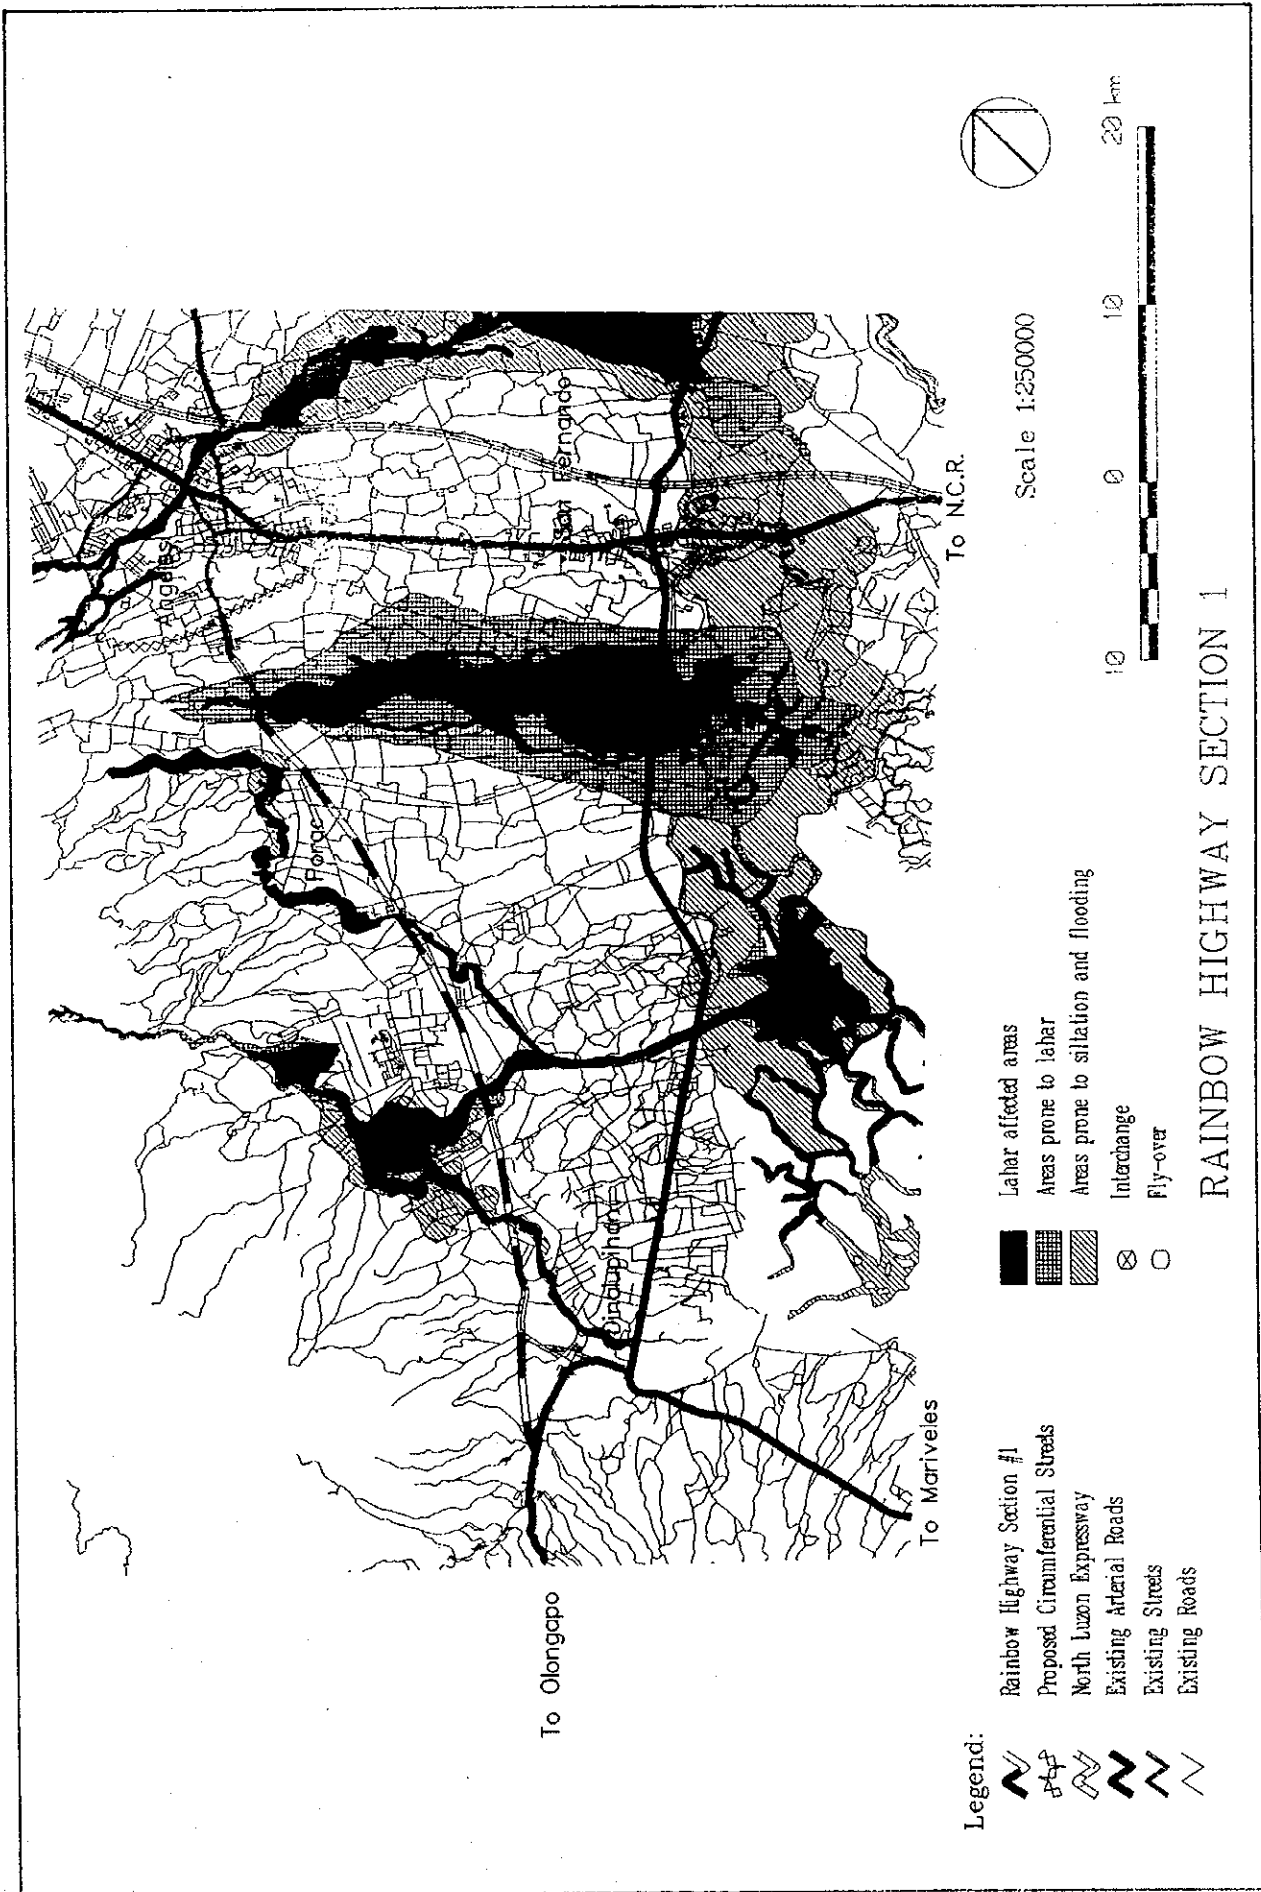 Angeles
Porac
San Fernando
Dinalupihan
To Olongapo
To Mariveles
To N.C.R.
Legend:
Rainbow Highway Section #1
Proposed Circumferential Streets
North Luzon Expressway
Existing Arterial Roads
Existing Streets
Existing Roads
Lahar affected areas
Areas prone to lahar
Areas prone to siltation and flooding
Interchange
Fly-over
Scale 1:250000
10 0 10 20 km
RAINBOW HIGHWAY SECTION 1